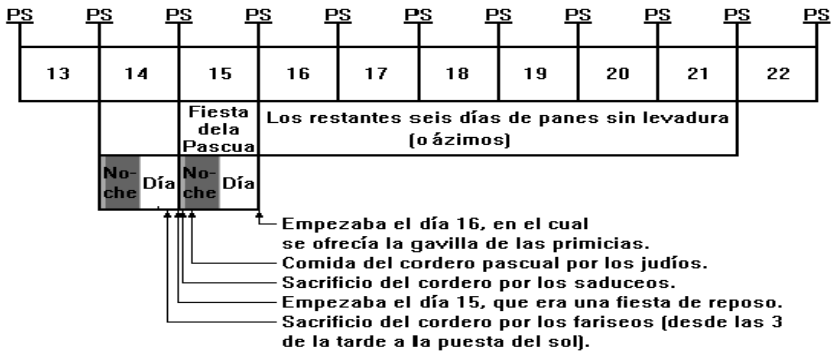 PS PS PS PS PS PS PS PS PS PS PS
13 14 15 16 17 18 19 20 21 22
Fiesta
dela
Pascua
Los restantes seis días de panes sin levadura
(o ázimos)
No-
che
Día
No-
che
Día
Empezaba el día 16, en el cual
se ofrecía la gavilla de las primicias.
Comida del cordero pascual por los judíos.
Sacrificio del cordero por los saduceos.
Empezaba el día 15, que era una fiesta de reposo.
Sacrificio del cordero por los fariseos (desde las 3
de la tarde a la puesta del sol).